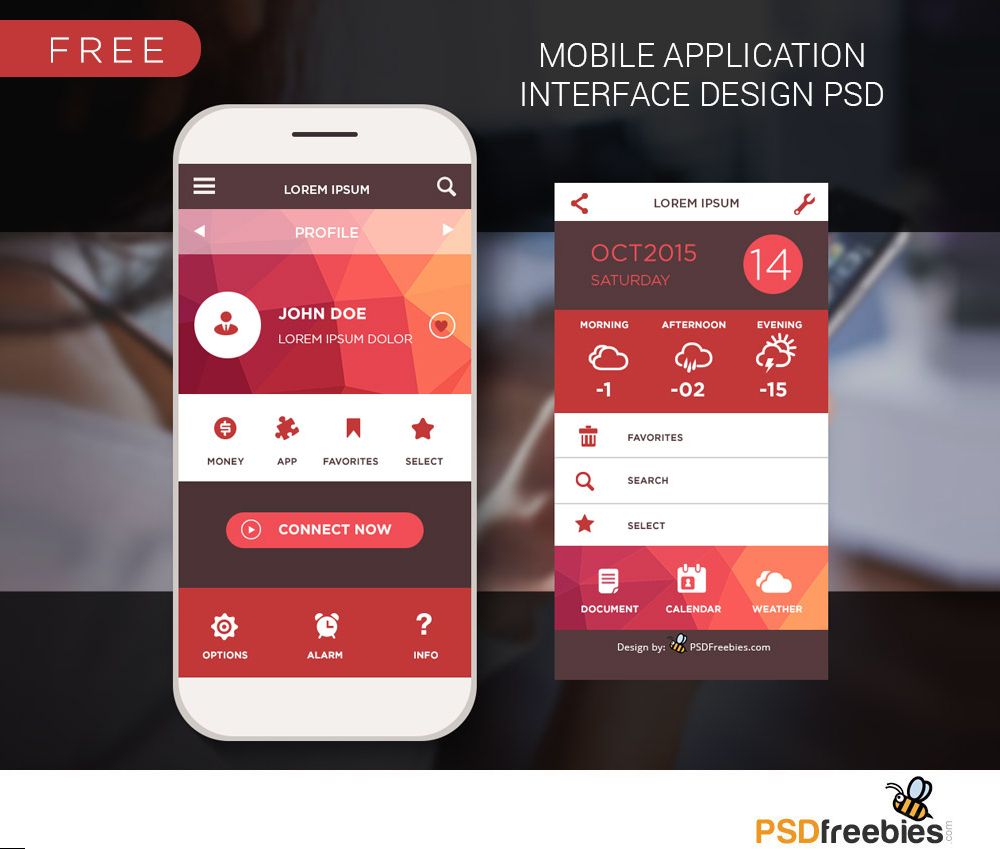 FREE
MOBILE APPLICATION
INTERFACE DESIGN PSD
LOREM IPSUM
PROFILE
JOHN DOE
LOREM IPSUM DOLOR
MONEY APP FAVORITES SELECT
CONNECT NOW
OPTIONS ALARM INFO
LOREM IPSUM
OCT2015
SATURDAY
14
MORNING AFTERNOON EVENING
-1 -02 -15
FAVORITES
SEARCH
SELECT
DOCUMENT CALENDAR WEATHER
Design by: PSDFreebies.com
PSDfreebies.com